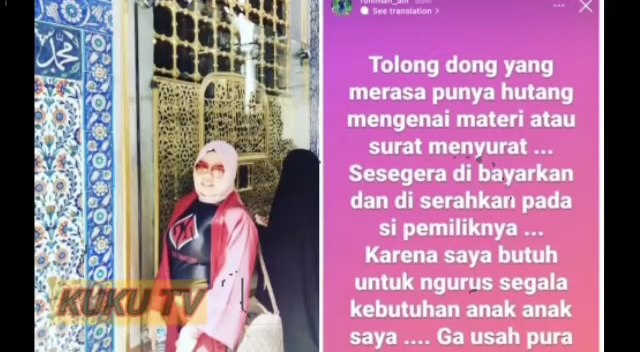 محمد
KUKU TV
See translation >
Tolong dong yang
merasa punya hutang
mengenai materi atau
surat menyurat ...
Sesegera di bayarkan
dan di serahkan pada
si pemiliknya ...
Karena saya butuh
untuk ngurus segala
kebutuhan anak anak
saya .... Ga usah pura